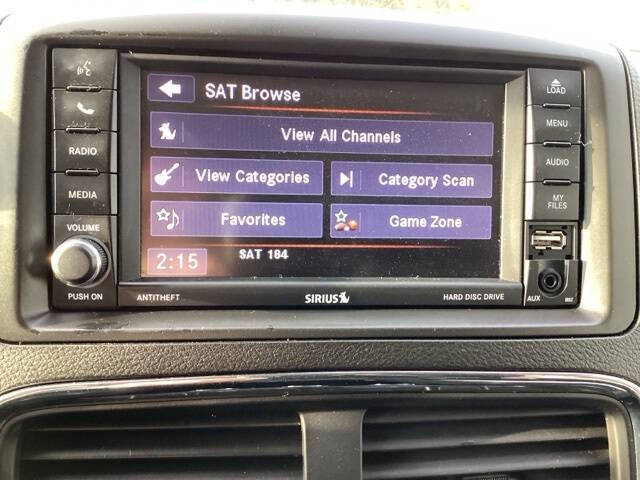 SAT Browse
View All Channels
View Categories
Category Scan
Favorites
Game Zone
2:15
SAT 184
RADIO
MEDIA
VOLUME
PUSH ON
LOAD
MENU
AUDIO
MY
FILES
AUX
ANTITHEFT
SIRIUS
HARD DISC DRIVE